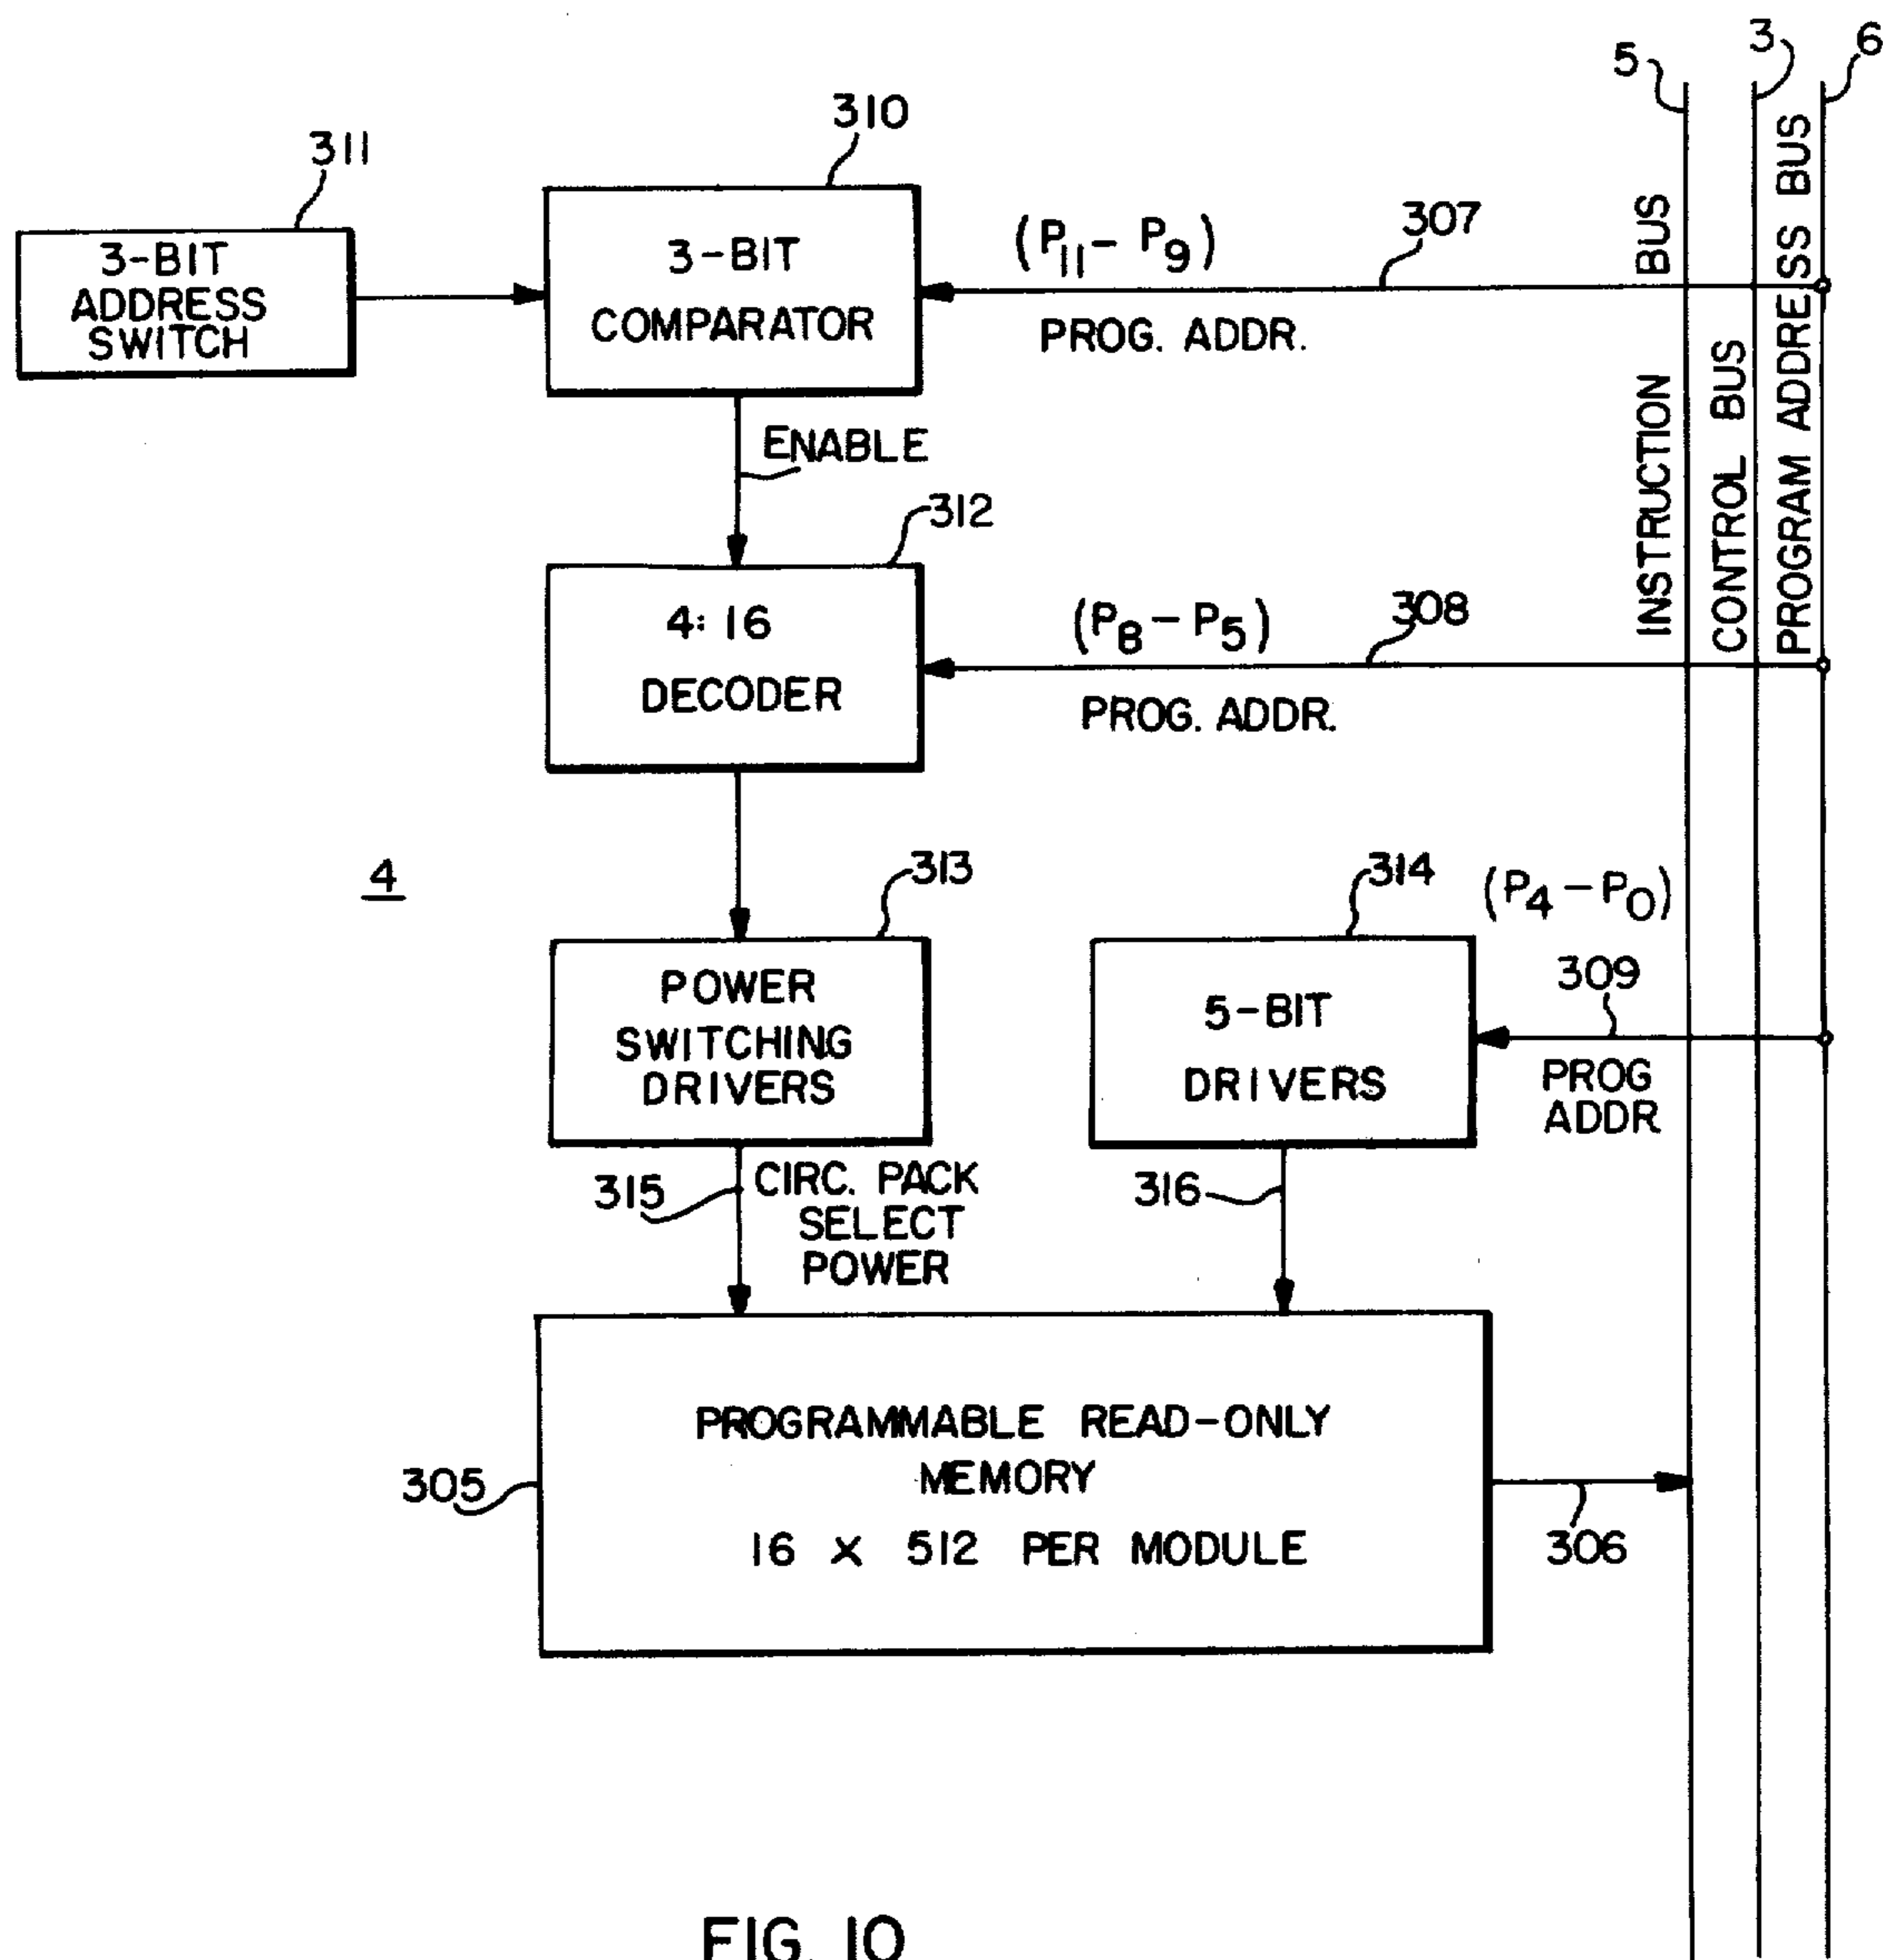 5
3
6
310
311
3-BIT
ADDRESS
SWITCH
3-BIT
COMPARATOR
(P11 – P9)
307
PROG. ADDR.
INSTRUCTION BUS
CONTROL BUS
PROGRAM ADDRESS BUS
ENABLE
312
4:16
DECODER
(P8 – P5)
308
PROG. ADDR.
4
313
314
(P4 – P0)
POWER
SWITCHING
DRIVERS
5-BIT
DRIVERS
309
PROG
ADDR
315
CIRC. PACK
SELECT
POWER
316
305
PROGRAMMABLE READ-ONLY
MEMORY
16 x 512 PER MODULE
306
FIG. 10